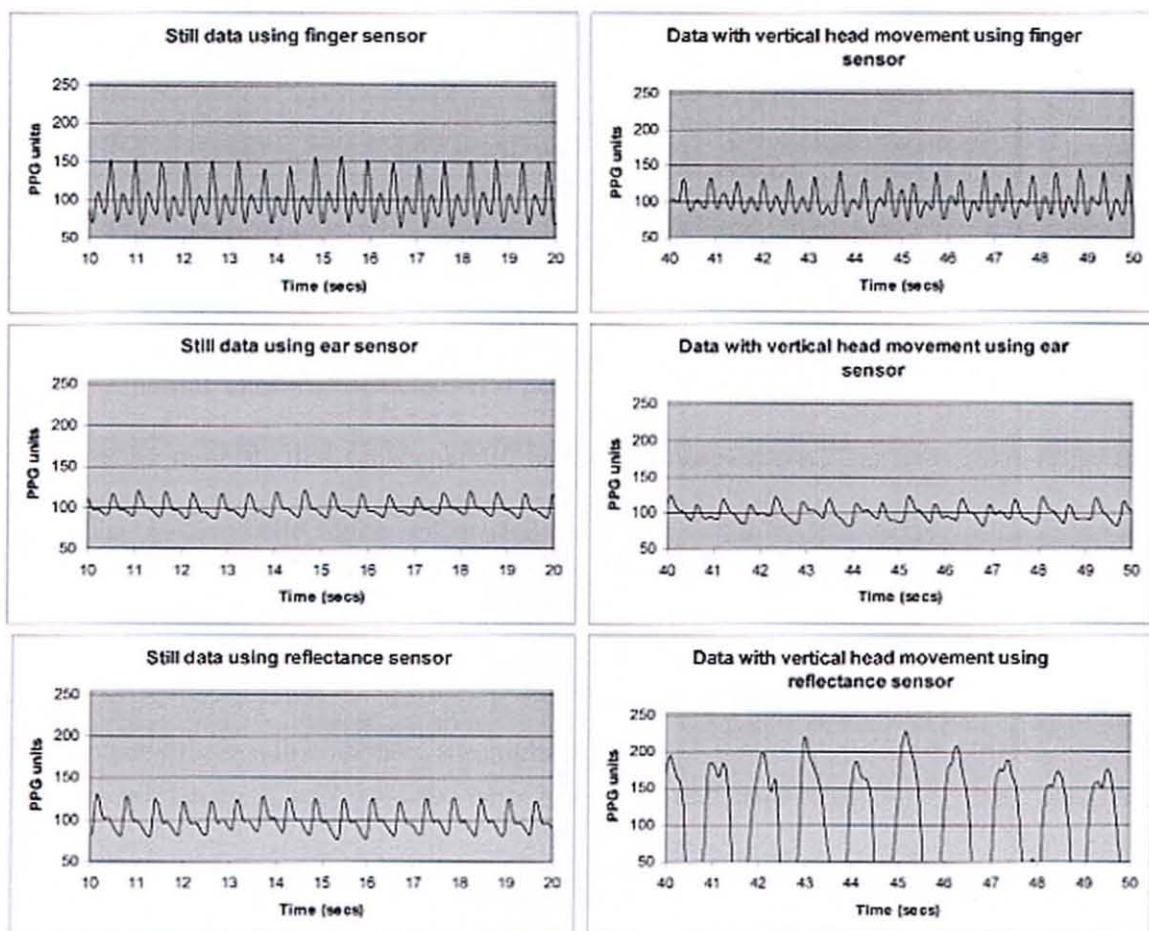 Still data using finger sensor
PPG units
250
200
150
100
50
10 11 12 13 14 15 16 17 18 19 20
Time (secs)
Data with vertical head movement using finger
sensor
PPG units
250
200
150
100
50
40 41 42 43 44 45 46 47 48 49 50
Time (secs)
Still data using ear sensor
PPG units
250
200
150
100
50
10 11 12 13 14 15 16 17 18 19 20
Time (secs)
Data with vertical head movement using ear
sensor
PPG units
250
200
150
100
50
40 41 42 43 44 45 46 47 48 49 50
Time (secs)
Still data using reflectance sensor
PPG units
250
200
150
100
50
10 11 12 13 14 15 16 17 18 19 20
Time (secs)
Data with vertical head movement using
reflectance sensor
PPG units
250
200
150
100
50
40 41 42 43 44 45 46 47 48 49 50
Time (secs)